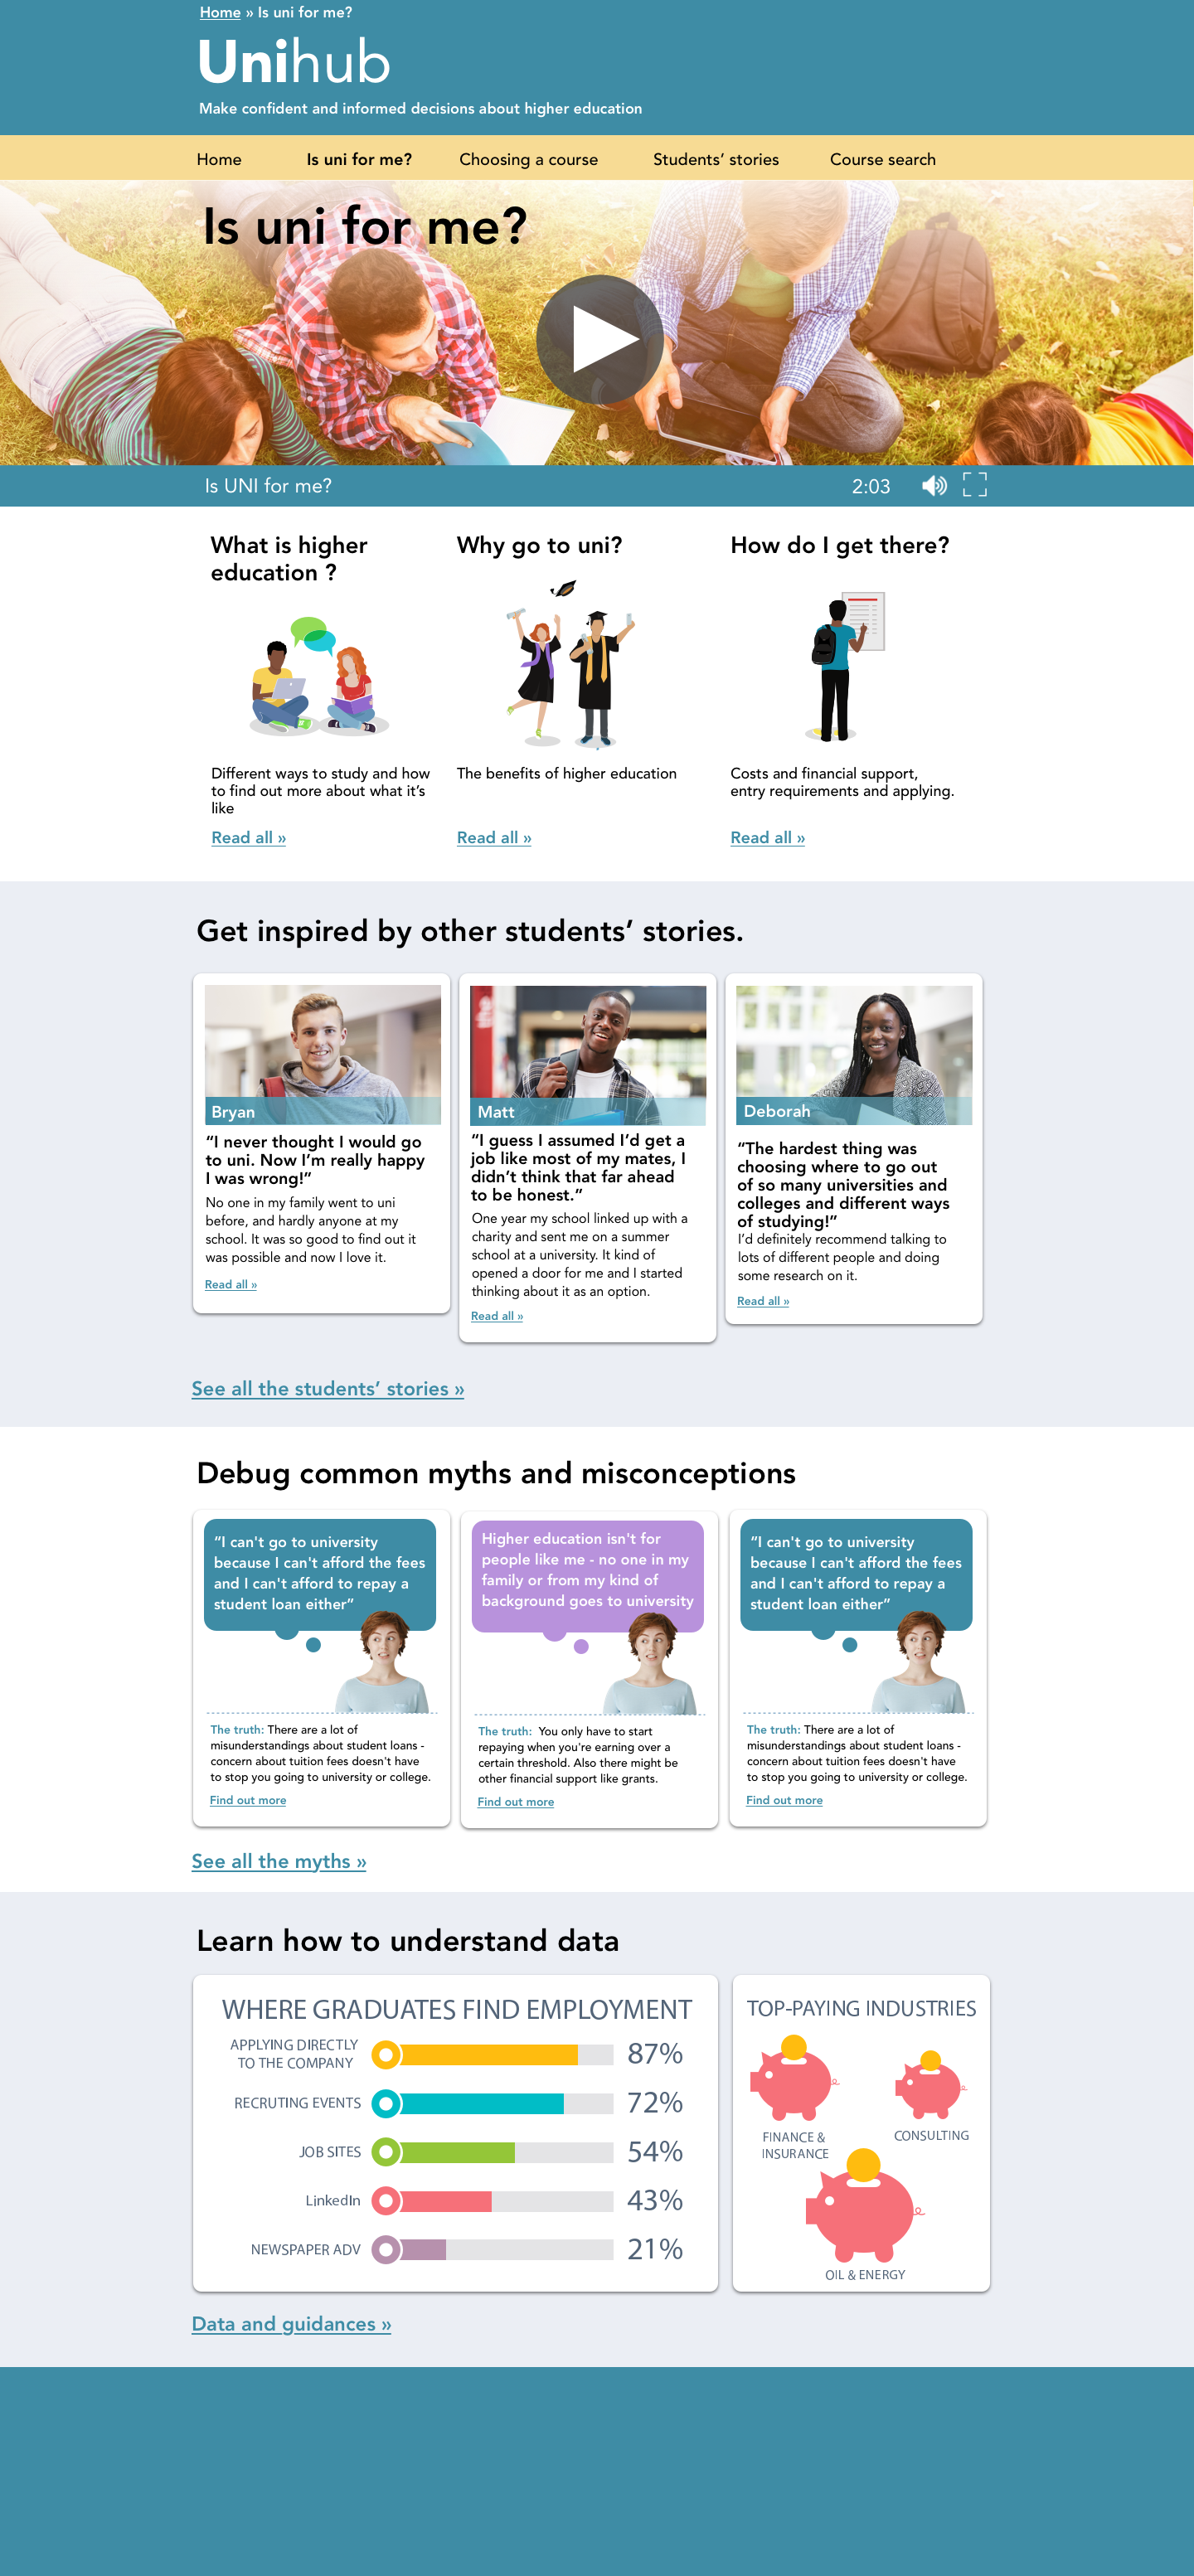 Home » Is uni for me?
Unihub
Make confident and informed decisions about higher education
Home Is uni for me? Choosing a course Students’ stories Course search
Is uni for me?
Is UNI for me? 2:03
What is higher
education ?
Different ways to study and how
to find out more about what it’s
like
Read all »
Why go to uni?
The benefits of higher education
Read all »
How do I get there?
Costs and financial support,
entry requirements and applying.
Read all »
Get inspired by other students’ stories.
Bryan
“I never thought I would go
to uni. Now I’m really happy
I was wrong!”
No one in my family went to uni
before, and hardly anyone at my
school. It was so good to find out it
was possible and now I love it.
Read all »
Matt
“I guess I assumed I’d get a
job like most of my mates, I
didn’t think that far ahead
to be honest.”
One year my school linked up with a
charity and sent me on a summer
school at a university. It kind of
opened a door for me and I started
thinking about it as an option.
Read all »
Deborah
“The hardest thing was
choosing where to go out
of so many universities and
colleges and different ways
of studying!”
I’d definitely recommend talking to
lots of different people and doing
some research on it.
Read all »
See all the students’ stories »
Debug common myths and misconceptions
“I can't go to university
because I can't afford the fees
and I can't afford to repay a
student loan either”
The truth: There are a lot of
misunderstandings about student loans -
concern about tuition fees doesn't have
to stop you going to university or college.
Find out more
Higher education isn't for
people like me - no one in my
family or from my kind of
background goes to university
The truth: You only have to start
repaying when you're earning over a
certain threshold. Also there might be
other financial support like grants.
Find out more
“I can't go to university
because I can't afford the fees
and I can't afford to repay a
student loan either”
The truth: There are a lot of
misunderstandings about student loans -
concern about tuition fees doesn't have
to stop you going to university or college.
Find out more
See all the myths »
Learn how to understand data
WHERE GRADUATES FIND EMPLOYMENT
APPLYING DIRECTLY
TO THE COMPANY 87%
RECRUTING EVENTS 72%
JOB SITES 54%
LinkedIn 43%
NEWSPAPER ADV 21%
TOP-PAYING INDUSTRIES
FINANCE &
INSURANCE
CONSULTING
OIL & ENERGY
Data and guidances »